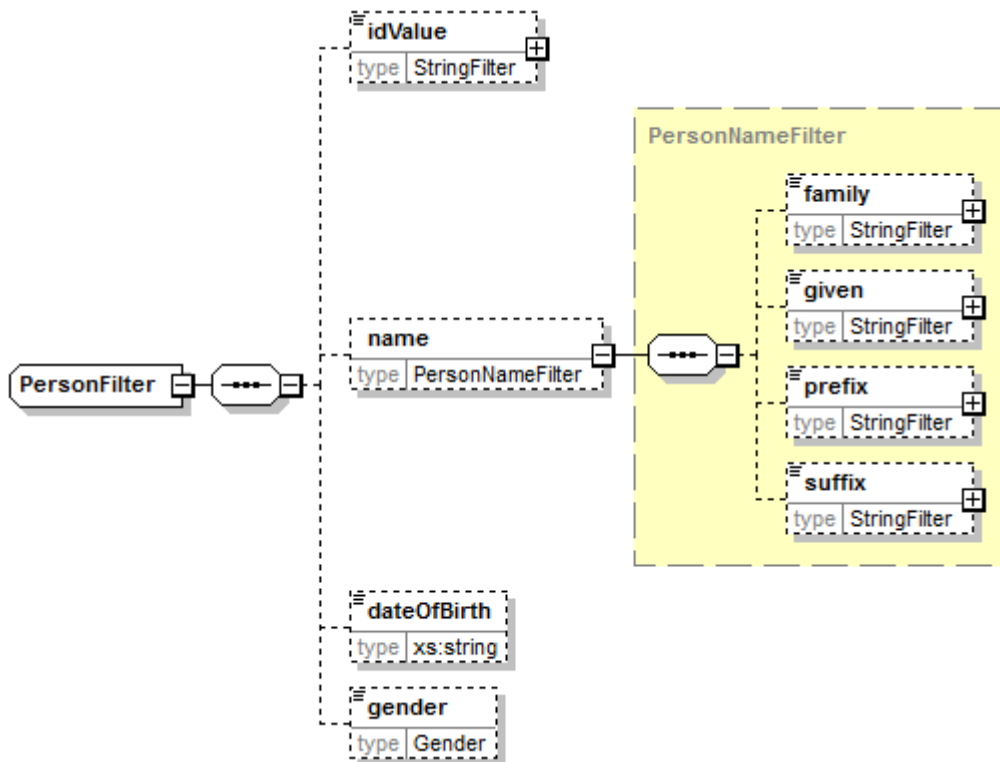 idValue
type StringFilter
PersonNameFilter
family
type StringFilter
given
type StringFilter
name
type PersonNameFilter
PersonFilter
prefix
type StringFilter
suffix
type StringFilter
dateOfBirth
type xs:string
gender
type Gender